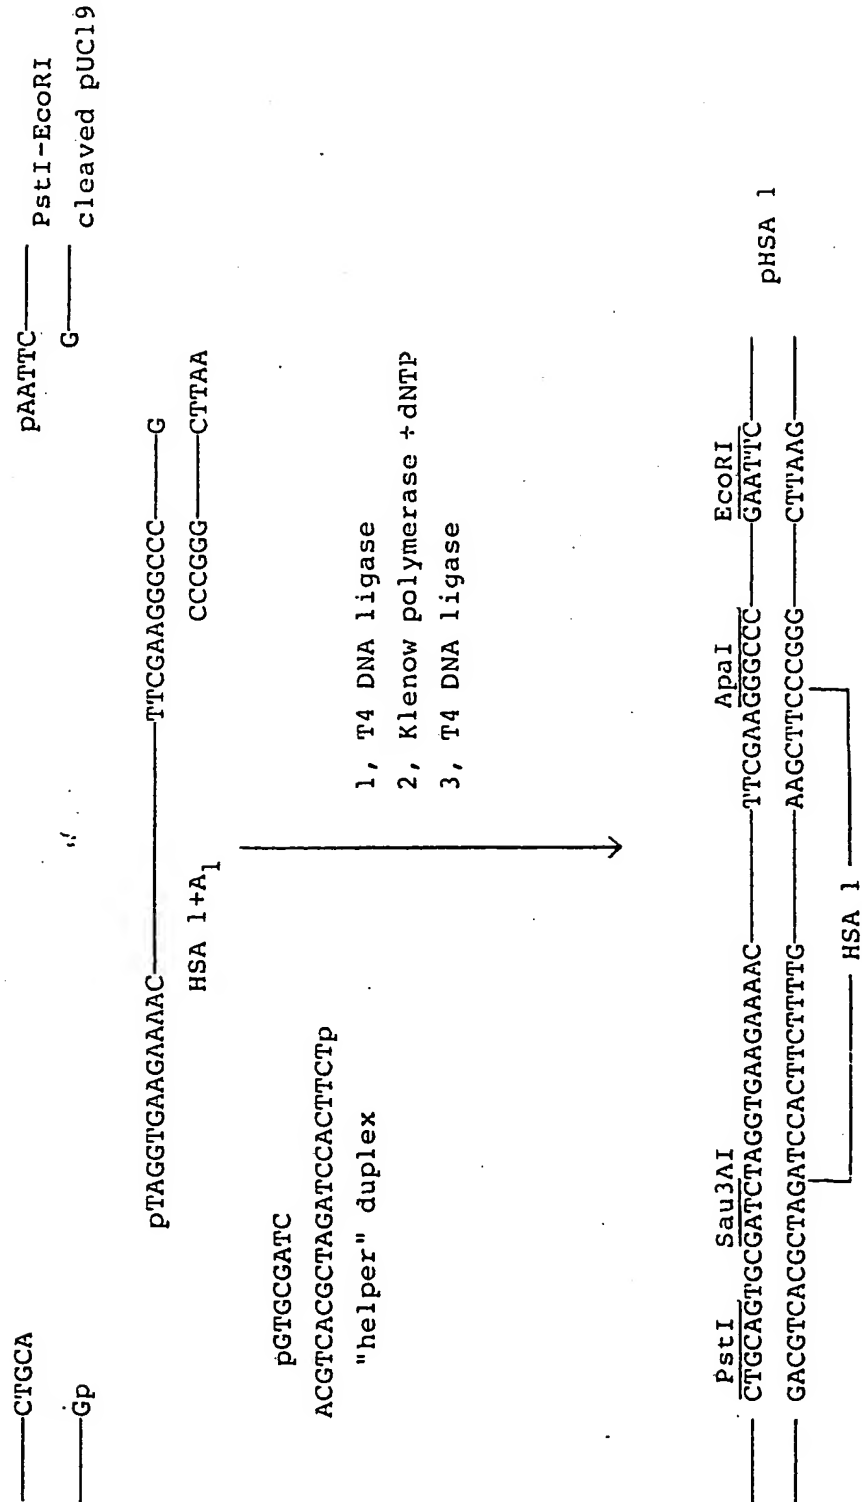 CTGCA pAATTC
PstI-EcoRI
Gp G
cleaved pUC19
pTAGGTGAAGAAAAC TTCGAAGGGCCC G
HSA 1+A1 CCCGGG CTTAA
pGTGCGATC
ACGTCACGCTAGATCCACTTCTp
"helper" duplex
1, T4 DNA ligase
2, Klenow polymerase +dNTP
3, T4 DNA ligase
PstI Sau3AI ApaI EcoRI
CTGCAGTGCGATCTAGGTGAAGAAAAC TTCGAAGGGCCC GAATTC
pHSA 1
GACGTCACGCTAGATCCACTTCTTTTG AAGCTTCCCGGG CTTAAG
HSA 1